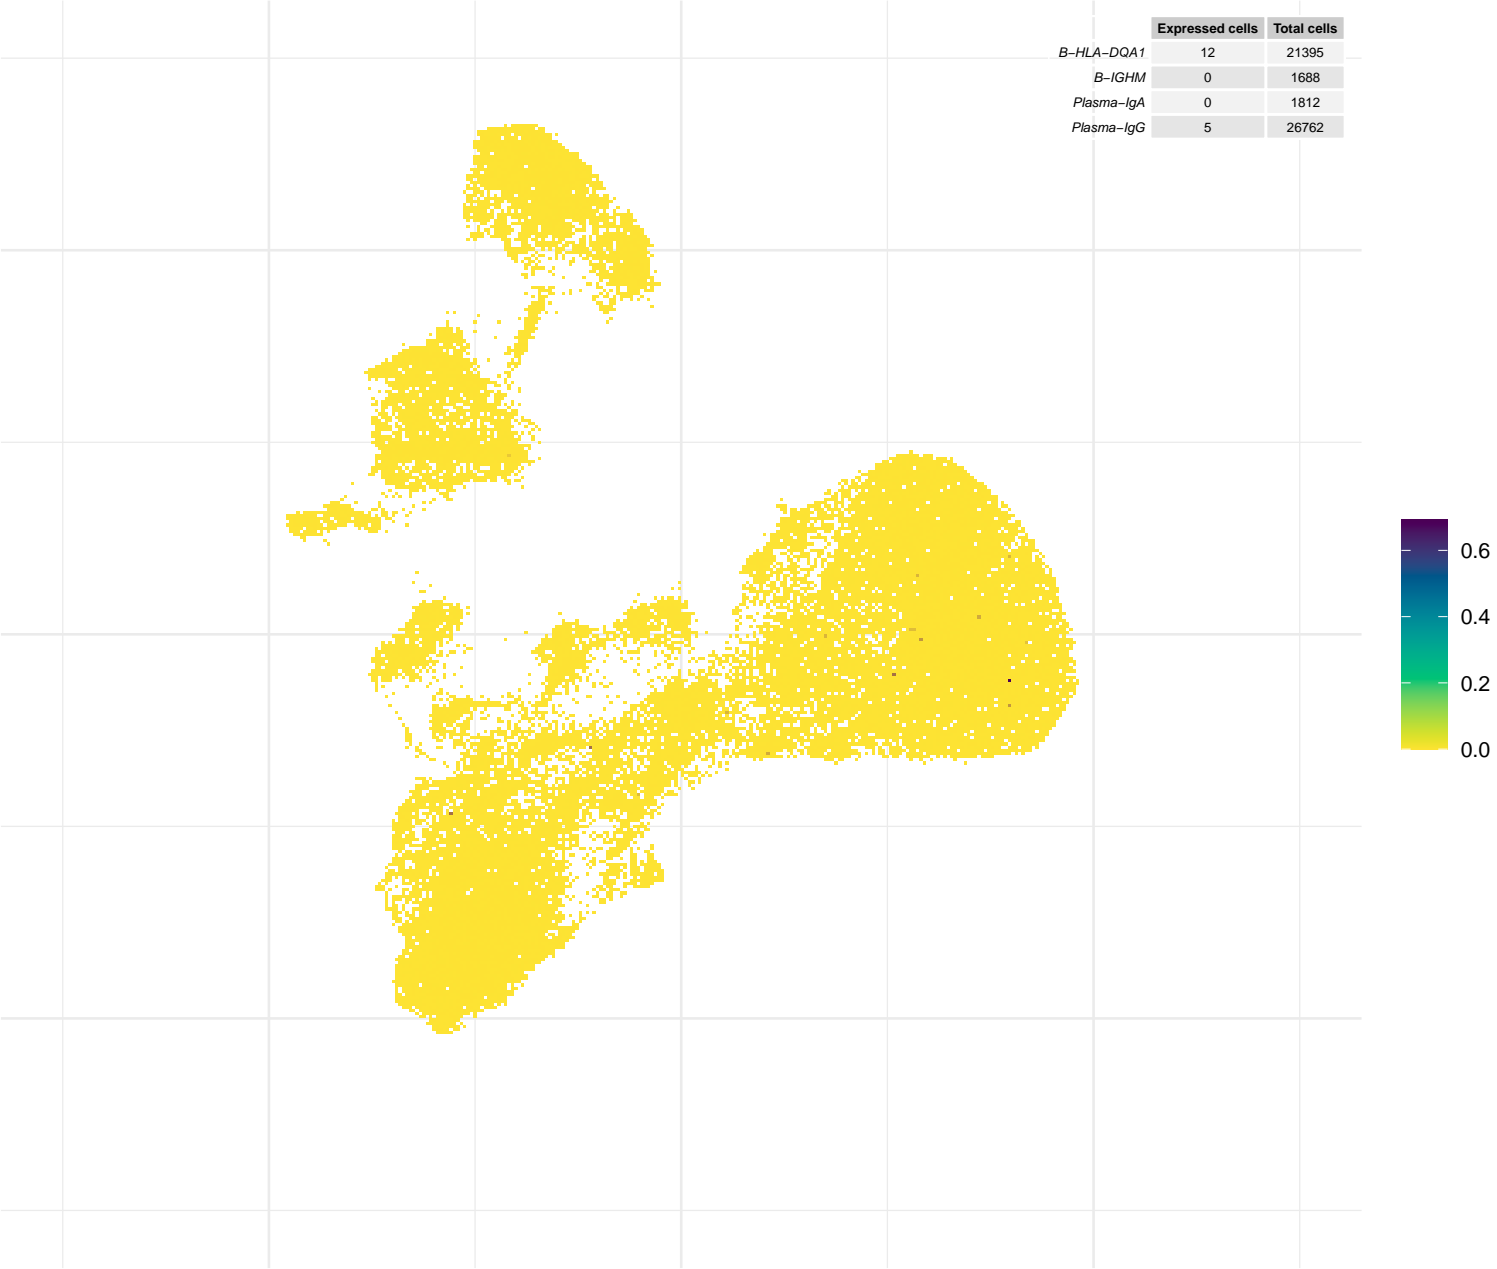 Expressed cells Total cells
B−HLA−DQA1 12 21395
B−IGHM 0 1688
Plasma−IgA 0 1812
Plasma−IgG 5 26762
0.6
0.4
0.2
0.0